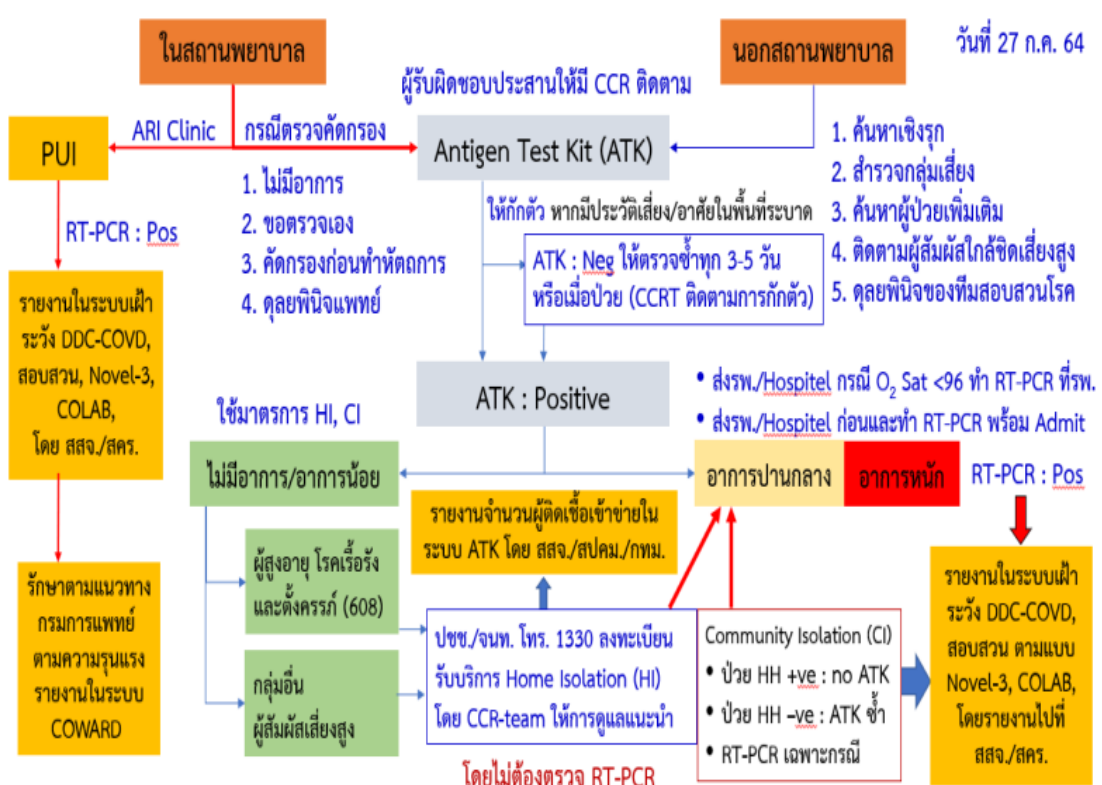 ในสถานพยาบาล
นอกสถานพยาบาล
วันที่ 27 ก.ค. 64
ผู้รับผิดชอบประสานให้มี CCR ติดตาม
PUI
ARI Clinic
กรณีตรวจคัดกรอง
Antigen Test Kit (ATK)
1. ไม่มีอาการ
2. ขอตรวจเอง
3. คัดกรองก่อนทำหัตถการ
4. ดุลยพินิจแพทย์
1. ค้นหาเชิงรุก
2. สำรวจกลุ่มเสี่ยง
3. ค้นหาผู้ป่วยเพิ่มเติม
4. ติดตามผู้สัมผัสใกล้ชิดเสี่ยงสูง
5. ดุลยพินิจของทีมสอบสวนโรค
RT-PCR : Pos
ให้กักตัว หากมีประวัติเสี่ยง/อาศัยในพื้นที่ระบาด
ATK : Neg ให้ตรวจซ้ำทุก 3-5 วัน
หรือเมื่อป่วย (CCRT ติดตามการกักตัว)
รายงานในระบบเฝ้า
ระวัง DDC-COVD,
สอบสวน, Novel-3,
COLAB,
โดย สสจ./สคร.
ATK : Positive
• ส่งรพ./Hospitel กรณี O2 Sat <96 ทำ RT-PCR ที่รพ.
• ส่งรพ./Hospitel ก่อนและทำ RT-PCR พร้อม Admit
ใช้มาตรการ HI, CI
ไม่มีอาการ/อาการน้อย
อาการปานกลาง
อาการหนัก
RT-PCR : Pos
รายงานจำนวนผู้ติดเชื้อเข้าข่ายใน
ระบบ ATK โดย สสจ./สปคม./กทม.
ผู้สูงอายุ โรคเรื้อรัง
และตั้งครรภ์ (608)
กลุ่มอื่น
ผู้สัมผัสเสี่ยงสูง
รักษาตามแนวทาง
กรมการแพทย์
ตามความรุนแรง
รายงานในระบบ
COWARD
ปชช./จนท. โทร. 1330 ลงทะเบียน
รับบริการ Home Isolation (HI)
โดย CCR-team ให้การดูแลแนะนำ
โดยไม่ต้องตรวจ RT-PCR
Community Isolation (CI)
• ป่วย HH +ve : no ATK
• ป่วย HH –ve : ATK ซ้ำ
• RT-PCR เฉพาะกรณี
รายงานในระบบเฝ้า
ระวัง DDC-COVD,
สอบสวน ตามแบบ
Novel-3, COLAB,
โดยรายงานไปที่
สสจ./สคร.